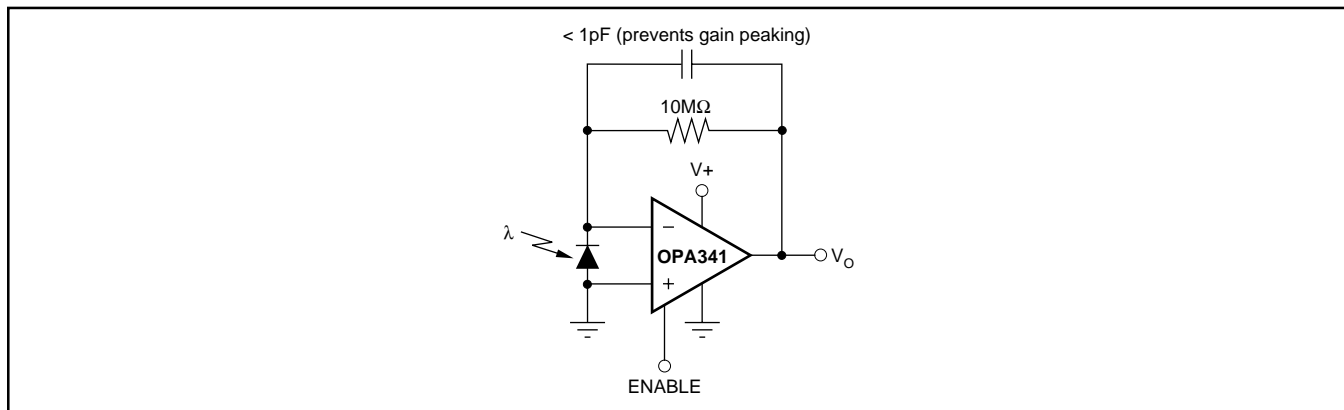 < 1pF (prevents gain peaking)
10MΩ
V+
λ
–
OPA341
+
VO
ENABLE